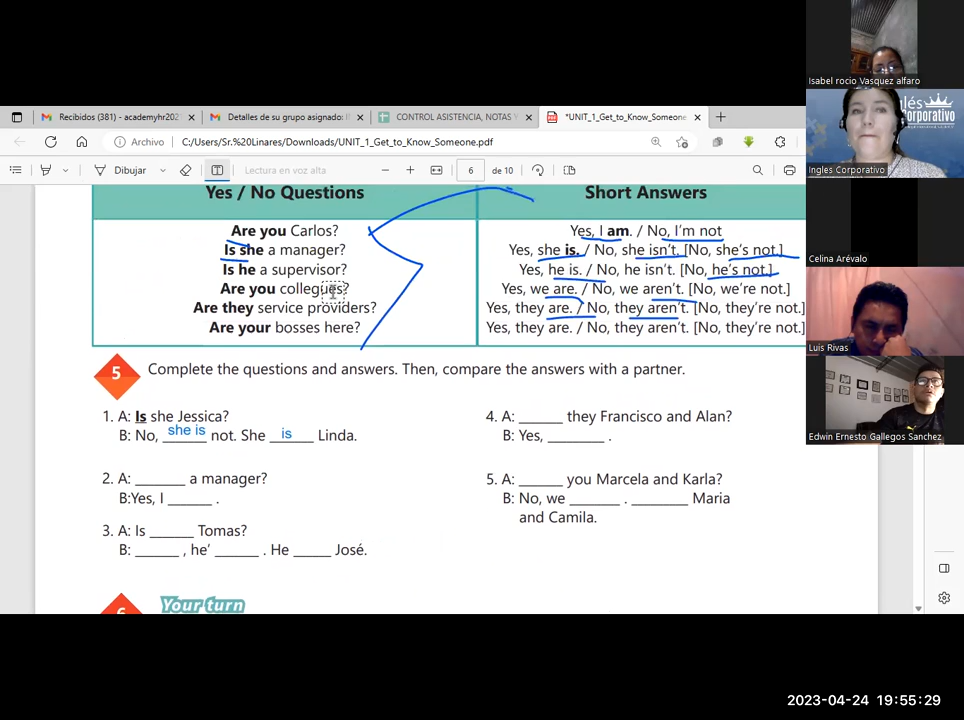 Isabel rocio Vasquez alfaro
Recibidos (381) - academyhr202
Detalles de su grupo asignado: I
CONTROL ASISTENCIA, NOTAS Y
*UNIT_1_Get_to_Know_Someone.
Archivo
C:/Users/Sr.%20Linares/Downloads/UNIT_1_Get_to_Know_Someone.pdf
Dibujar
Lectura en voz alta
6
de 10
Ingles Corporativo
glés
Corporativo
Yes / No Questions
Short Answers
Are you Carlos?
Yes, I am. / No, I'm not
Is she a manager?
Yes, she is. / No, she isn't. [No, she's not.]
Is he a supervisor?
Yes, he is. / No, he isn't. [No, he's not.]
Are you collegues?
Yes, we are. / No, we aren't. [No, we're not.]
Are they service providers?
Yes, they are. / No, they aren't. [No, they're not.]
Are your bosses here?
Yes, they are. / No, they aren't. [No, they're not.]
Celina Arévalo
Luis Rivas
Edwin Ernesto Gallegos Sanchez
5
Complete the questions and answers. Then, compare the answers with a partner.
1. A: Is she Jessica?
B: No, she is not. She is Linda.
2. A: ______ a manager?
B:Yes, I ______ .
3. A: Is ______ Tomas?
B: ______ , he' ______ . He _____ José.
4. A: ______ they Francisco and Alan?
B: Yes, ________ .
5. A: ______ you Marcela and Karla?
B: No, we _______ . ________ Maria
and Camila.
6
Your turn
2023-04-24 19:55:29